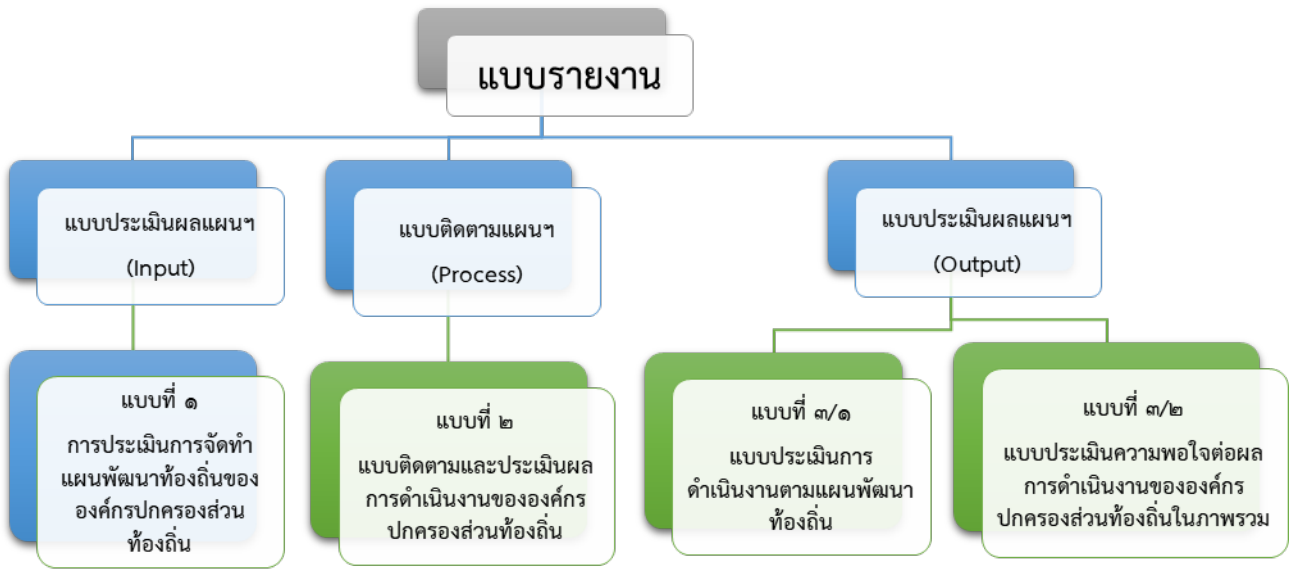 แบบรายงาน
แบบประเมินผลแผนฯ
(Input)
แบบติดตามแผนฯ
(Process)
แบบประเมินผลแผนฯ
(Output)
แบบที่ ๑
การประเมินการจัดทำ
แผนพัฒนาท้องถิ่นของ
องค์กรปกครองส่วน
ท้องถิ่น
แบบที่ ๒
แบบติดตามและประเมินผล
การดำเนินงานขององค์กร
ปกครองส่วนท้องถิ่น
แบบที่ ๓/๑
แบบประเมินการ
ดำเนินงานตามแผนพัฒนา
ท้องถิ่น
แบบที่ ๓/๒
แบบประเมินความพอใจต่อผล
การดำเนินงานขององค์กร
ปกครองส่วนท้องถิ่นในภาพรวม